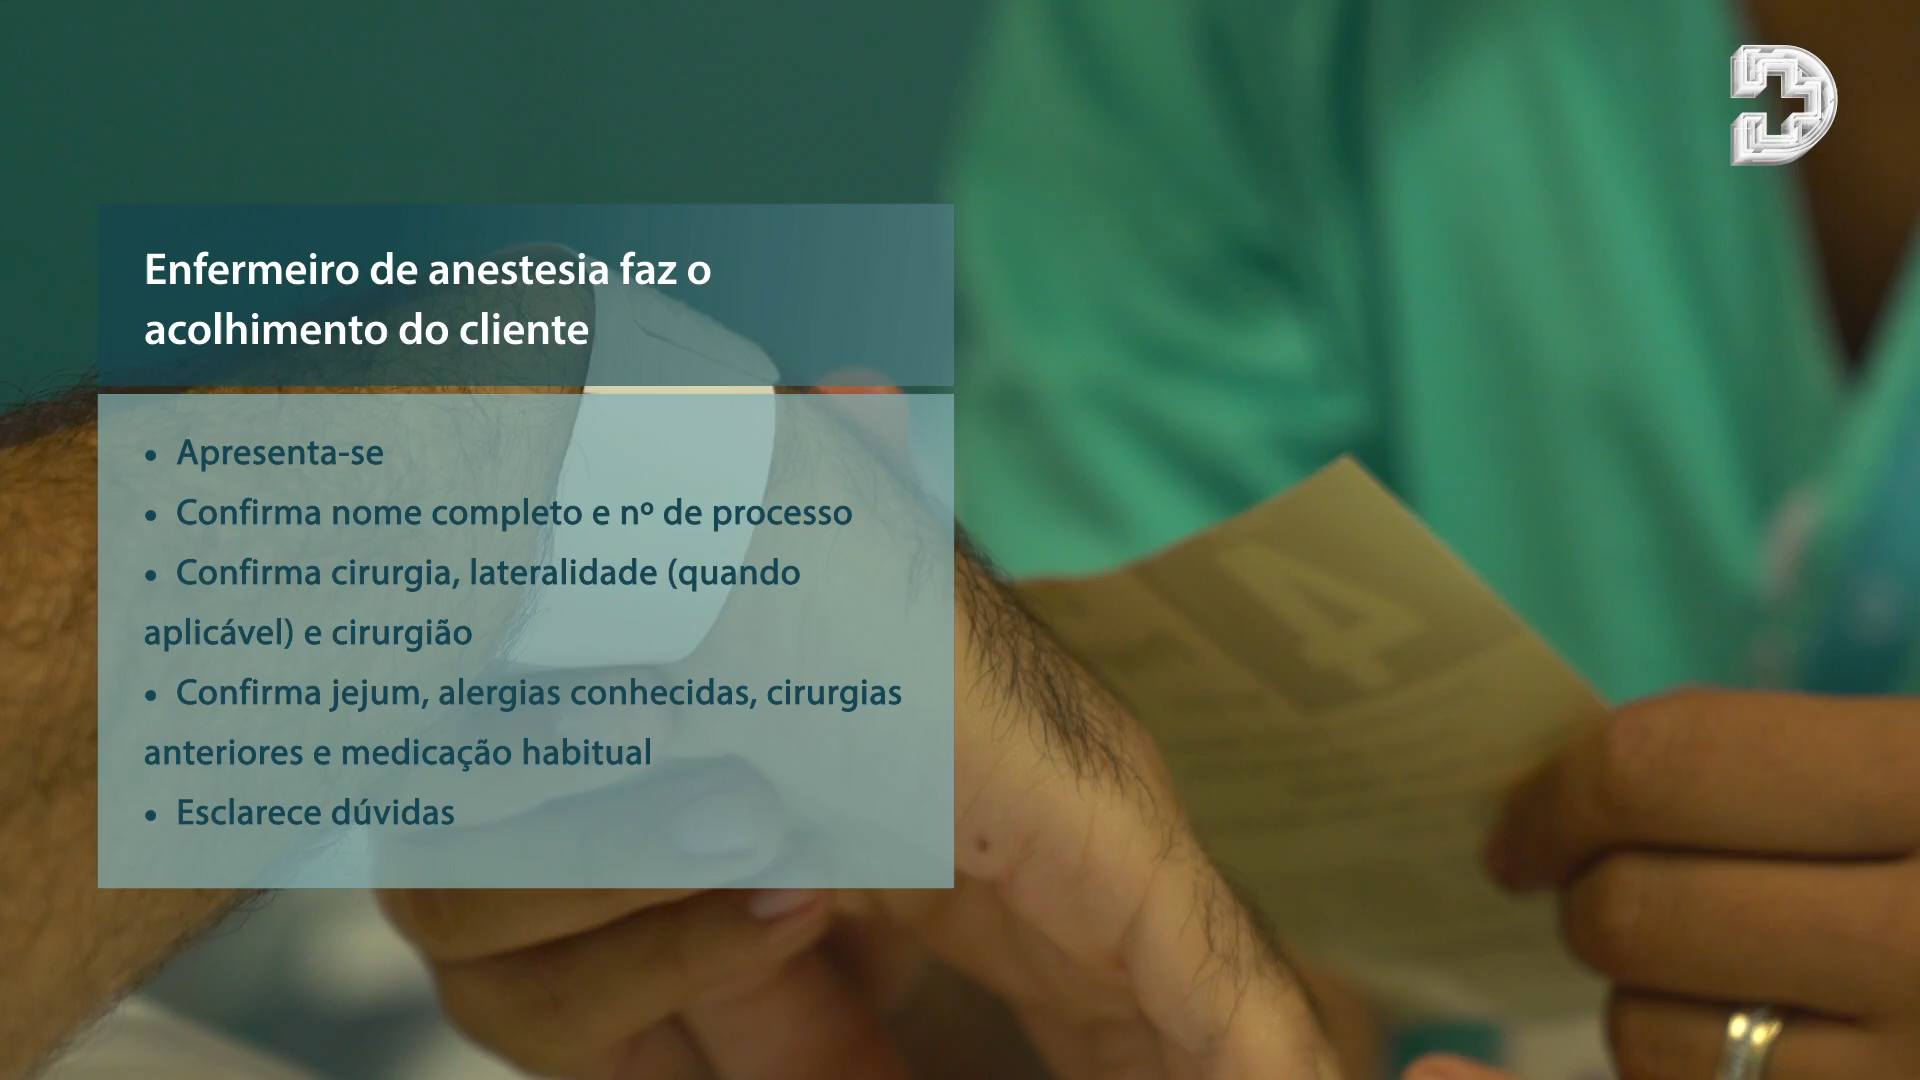 Enfermeiro de anestesia faz o
acolhimento do cliente
• Apresenta-se
• Confirma nome completo e nº de processo
• Confirma cirurgia, lateralidade (quando
aplicável) e cirurgião
• Confirma jejum, alergias conhecidas, cirurgias
anteriores e medicação habitual
• Esclarece dúvidas
4